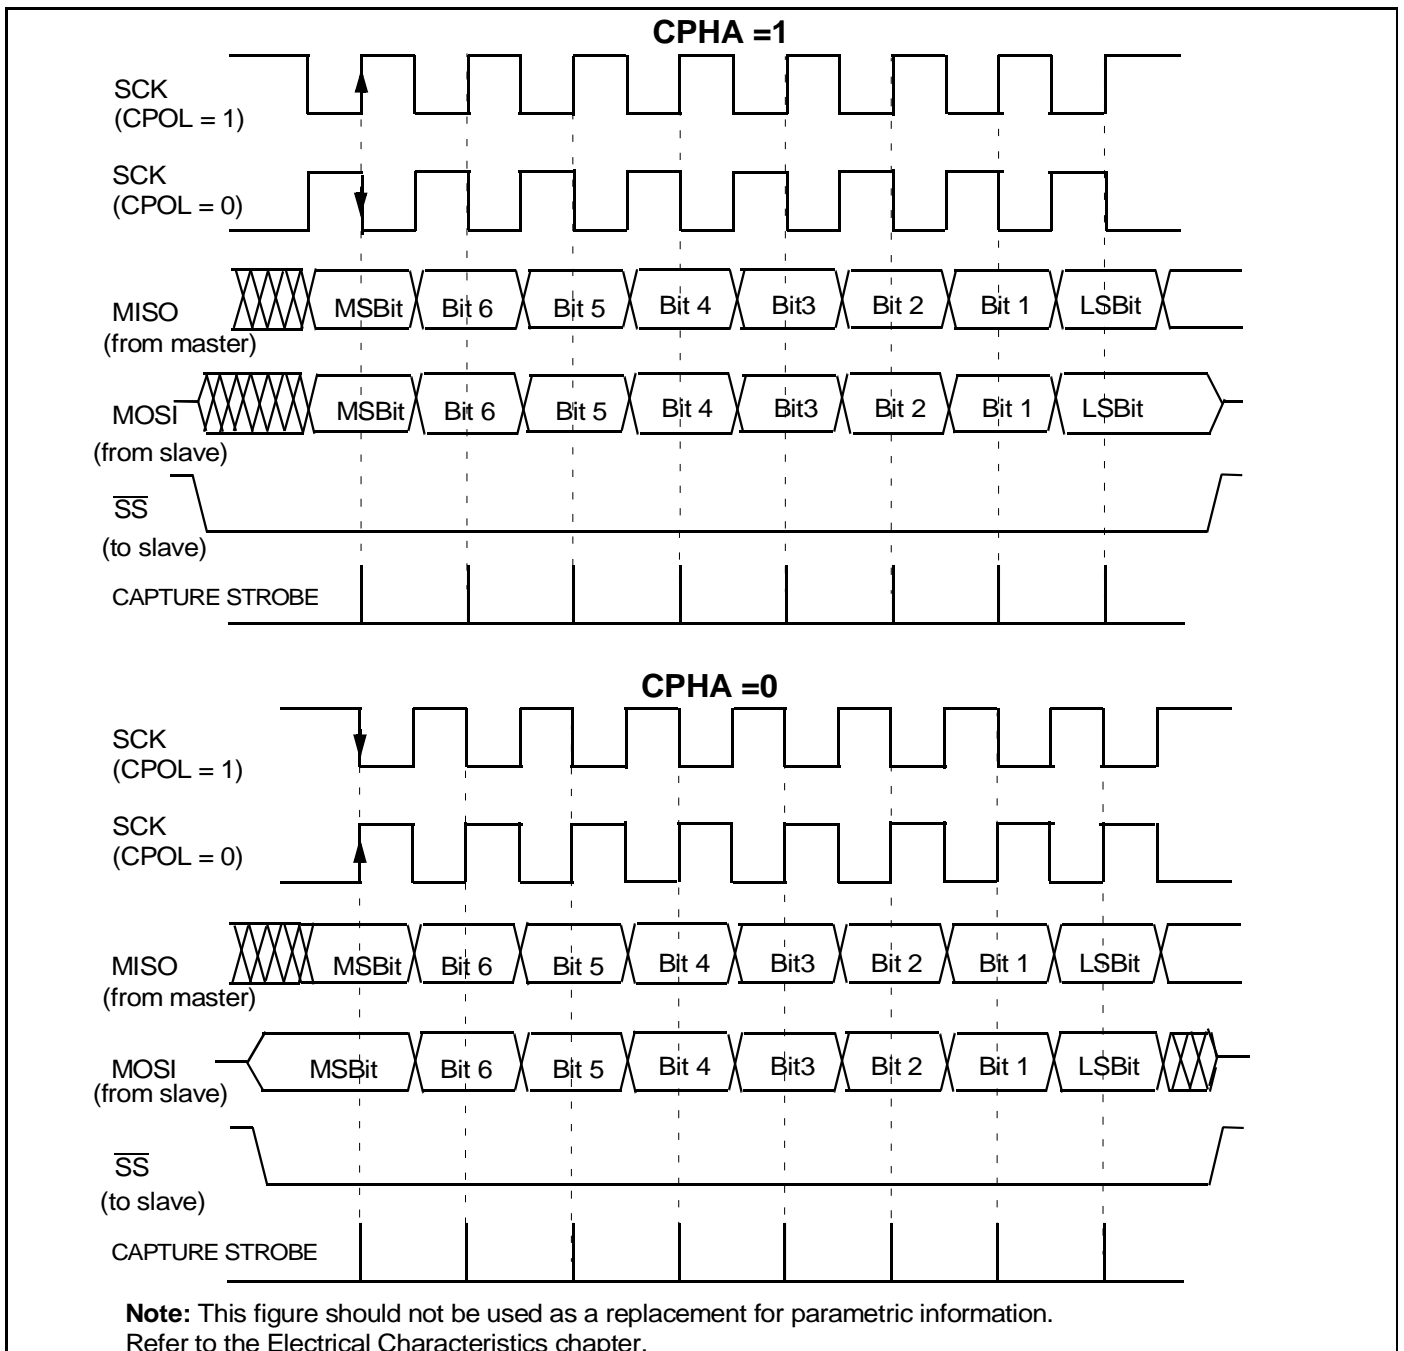 CPHA =1
SCK
(CPOL = 1)
SCK
(CPOL = 0)
MISO
(from master)
MSBit Bit 6 Bit 5 Bit 4 Bit3 Bit 2 Bit 1 LSBit
MOSI
(from slave)
MSBit Bit 6 Bit 5 Bit 4 Bit3 Bit 2 Bit 1 LSBit
SS
(to slave)
CAPTURE STROBE
CPHA =0
SCK
(CPOL = 1)
SCK
(CPOL = 0)
MISO
(from master)
MSBit Bit 6 Bit 5 Bit 4 Bit3 Bit 2 Bit 1 LSBit
MOSI
(from slave)
MSBit Bit 6 Bit 5 Bit 4 Bit3 Bit 2 Bit 1 LSBit
SS
(to slave)
CAPTURE STROBE
Note: This figure should not be used as a replacement for parametric information.
Refer to the Electrical Characteristics chapter.